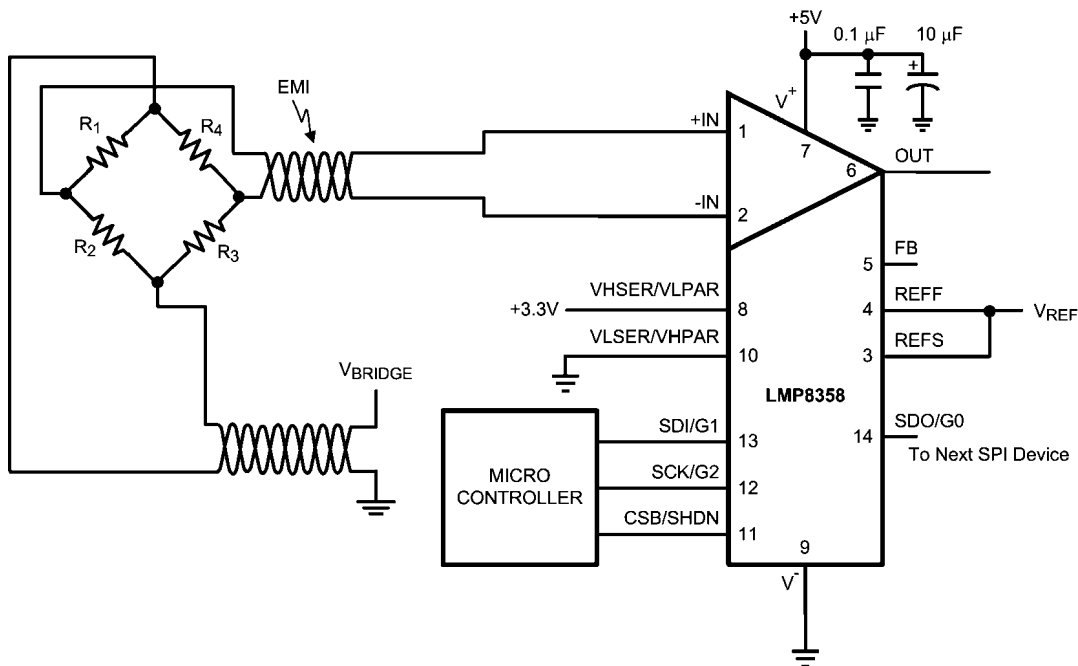 +5V
0.1 µF
10 µF
+
EMI
V+
R1
R4
+IN
1
7
6
OUT
-IN
2
R2
R3
5
FB
VHSER/VLPAR
+3.3V
8
4
REFF
VREF
VLSER/VHPAR
10
3
REFS
VBRIDGE
LMP8358
SDI/G1
13
14
SDO/G0
To Next SPI Device
MICRO
CONTROLLER
SCK/G2
12
CSB/SHDN
11
9
V-